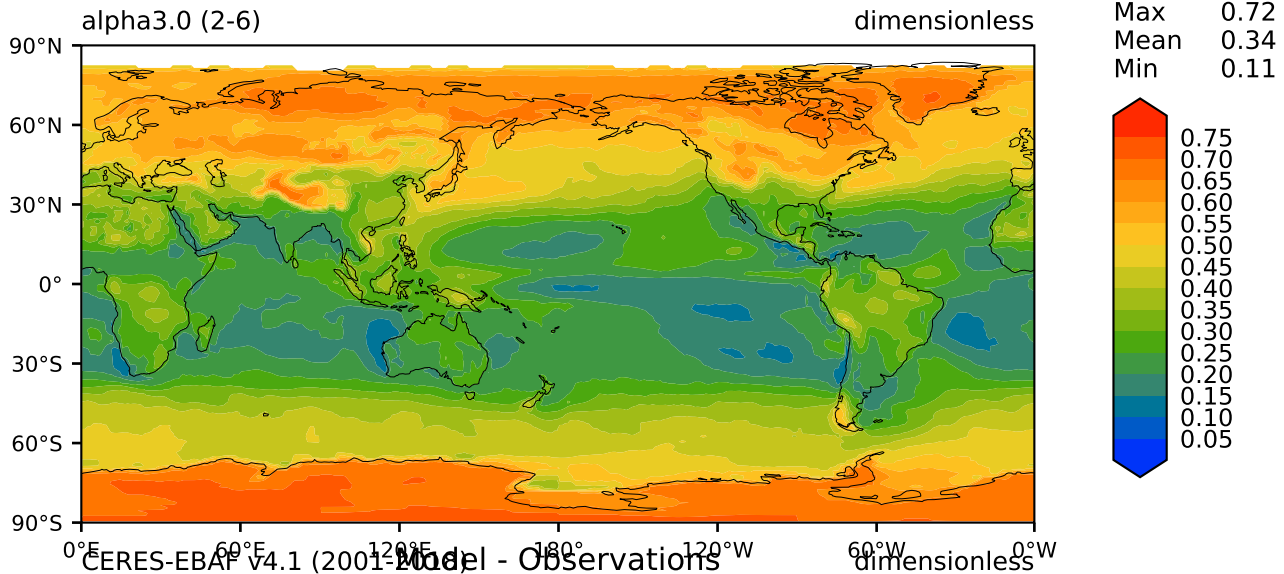 alpha3.0 (2-6) dimensionless
Max 0.72
Mean 0.34
Min 0.11
90°N
60°N
30°N
0°
30°S
60°S
90°S
0.75
0.70
0.65
0.60
0.55
0.50
0.45
0.40
0.35
0.30
0.25
0.20
0.15
0.10
0.05
0°E 60°E 120°E 180° 120°W 60°W 0°W
CERES-EBAF v4.1 (2001-2018) dimensionless
Model - Observations